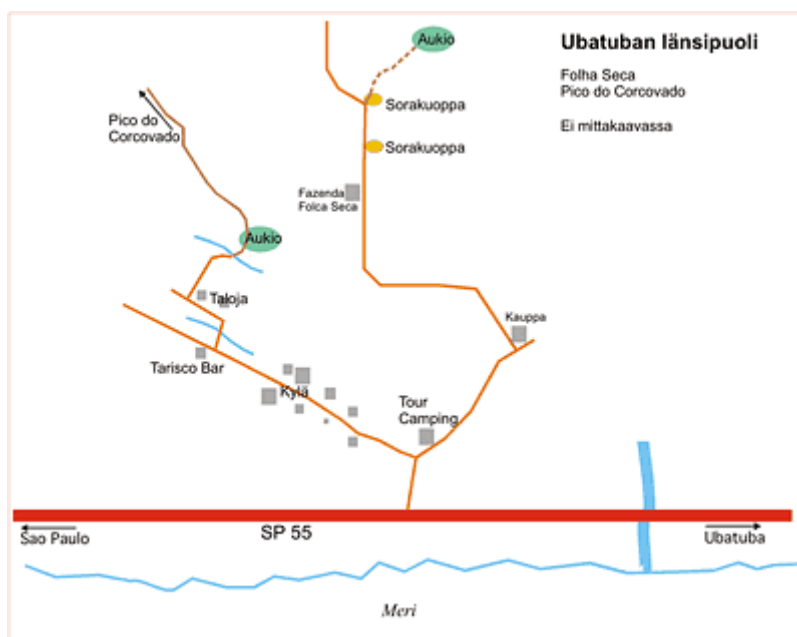 Aukio
Ubatuban länsipuoli
Folha Seca
Pico do Corcovado
Ei mittakaavassa
Sorakuoppa
Pico do
Corcovado
Sorakuoppa
Fazenda
Folca Seca
Aukio
Taloja
Kauppa
Tarisco Bar
Kylä
Tour
Camping
Sao Paulo
SP 55
Ubatuba
Meri